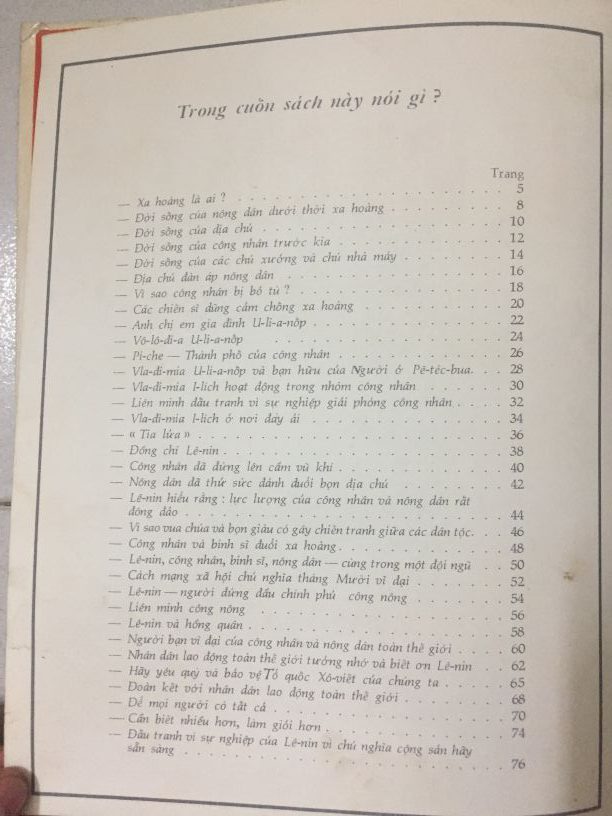 Trong cuốn sách này nói gì ?
Trang
— Xa hoàng là ai ? . . . . . . . . . . . . . . . . 5
— Đời sống của nông dân dưới thời xa hoàng . . . . . . . . 8
— Đời sống của địa chủ . . . . . . . . . . . . . . . 10
— Đời sống của công nhân trước kia . . . . . . . . . . 12
— Đời sống của các chủ xưởng và chủ nhà máy . . . . . . . 14
— Địa chủ đàn áp nông dân . . . . . . . . . . . . . 16
— Vì sao công nhân bị bỏ tù ? . . . . . . . . . . . . 18
— Các chiến sĩ dũng cảm chống xa hoàng . . . . . . . . . 20
— Anh chị em gia đình U-li-a-nốp . . . . . . . . . . . 22
— Vô-lô-đi-a U-li-a-nốp . . . . . . . . . . . . . . 24
— Pi-che — Thành phố của công nhân . . . . . . . . . . 26
— Vla-đi-mia U-li-a-nốp và bạn hữu của Người ở Pê-téc-bua. . . 28
— Vla-đi-mia I-lích hoạt động trong nhóm công nhân . . . . . 30
— Liên minh đấu tranh vì sự nghiệp giải phóng công nhân . . . 32
— Vla-đi-mia I-lích ở nơi đày ải . . . . . . . . . . . 34
— « Tia lửa » . . . . . . . . . . . . . . . . . . 36
— Đồng chí Lê-nin . . . . . . . . . . . . . . . . 38
— Công nhân đã đứng lên cầm vũ khí . . . . . . . . . . 40
— Nông dân đã thử sức đánh đuổi bọn địa chủ . . . . . . . 42
— Lê-nin hiểu rằng : lực lượng của công nhân và nông dân rất
đông đảo . . . . . . . . . . . . . . . . . . . 44
— Vì sao vua chúa và bọn giàu có gây chiến tranh giữa các dân tộc. . . 46
— Công nhân và binh sĩ đuổi xa hoàng . . . . . . . . . . 48
— Lê-nin, công nhân, binh sĩ, nông dân — cùng trong một đội ngũ . . 50
— Cách mạng xã hội chủ nghĩa tháng Mười vĩ đại . . . . . . 52
— Lê-nin — người đứng đầu chính phủ công nông . . . . . . 54
— Liên minh công nông . . . . . . . . . . . . . . 56
— Lê-nin và hồng quân . . . . . . . . . . . . . . . 58
— Người bạn vĩ đại của công nhân và nông dân toàn thế giới . . . 60
— Nhân dân lao động toàn thế giới tưởng nhớ và biết ơn Lê-nin . . 62
— Hãy yêu quý và bảo vệ Tổ quốc Xô-viết của chúng ta . . . . 65
— Đoàn kết với nhân dân lao động toàn thế giới . . . . . . . 68
— Để mọi người có tất cả . . . . . . . . . . . . . . 70
— Cần biết nhiều hơn, làm giỏi hơn . . . . . . . . . . . 74
— Đấu tranh vì sự nghiệp của Lê-nin vì chủ nghĩa cộng sản hãy
sẵn sàng . . . . . . . . . . . . . . . . . . . 76